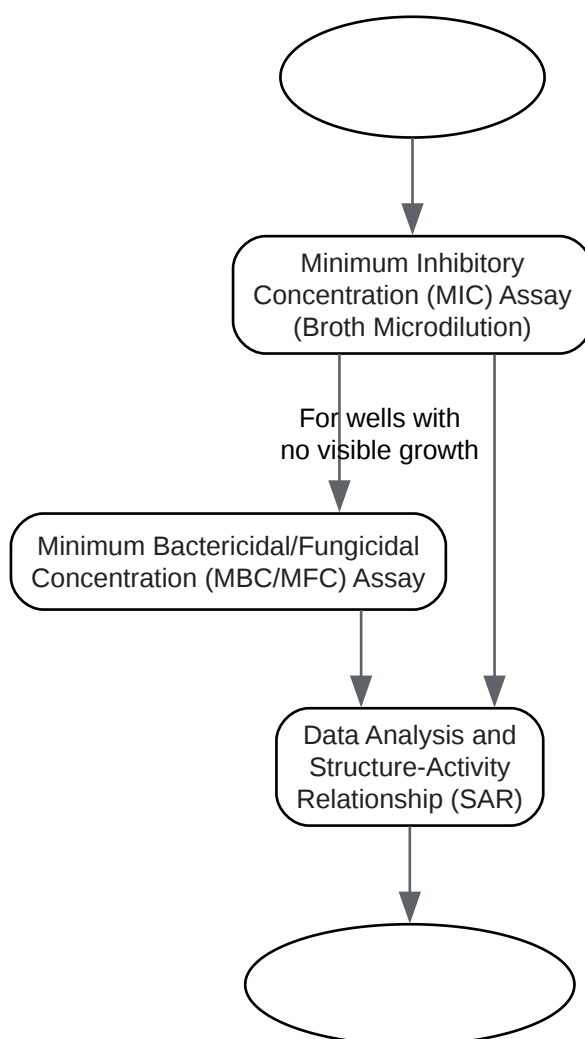 Minimum Inhibitory
Concentration (MIC) Assay
(Broth Microdilution)
For wells with
no visible growth
Minimum Bactericidal/Fungicidal
Concentration (MBC/MFC) Assay
Data Analysis and
Structure-Activity
Relationship (SAR)